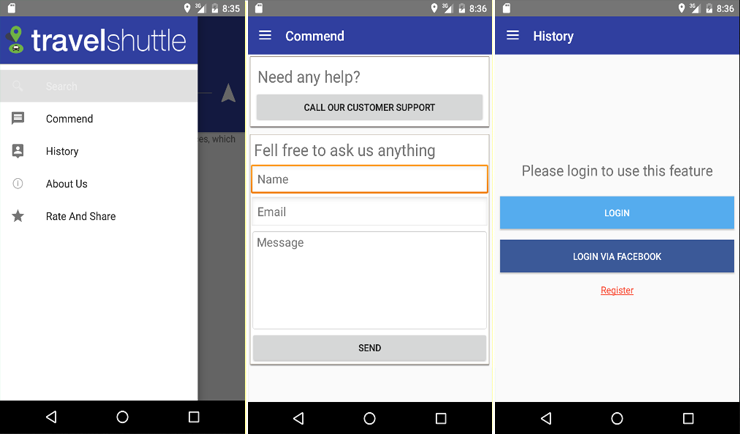 8:35
travelshuttle
Search
Commend
History
About Us
Rate And Share
es, which
3G
8:36
Commend
Need any help?
CALL OUR CUSTOMER SUPPORT
Fell free to ask us anything
Name
Email
Message
SEND
3G
8:36
History
Please login to use this feature
LOGIN
LOGIN VIA FACEBOOK
Register